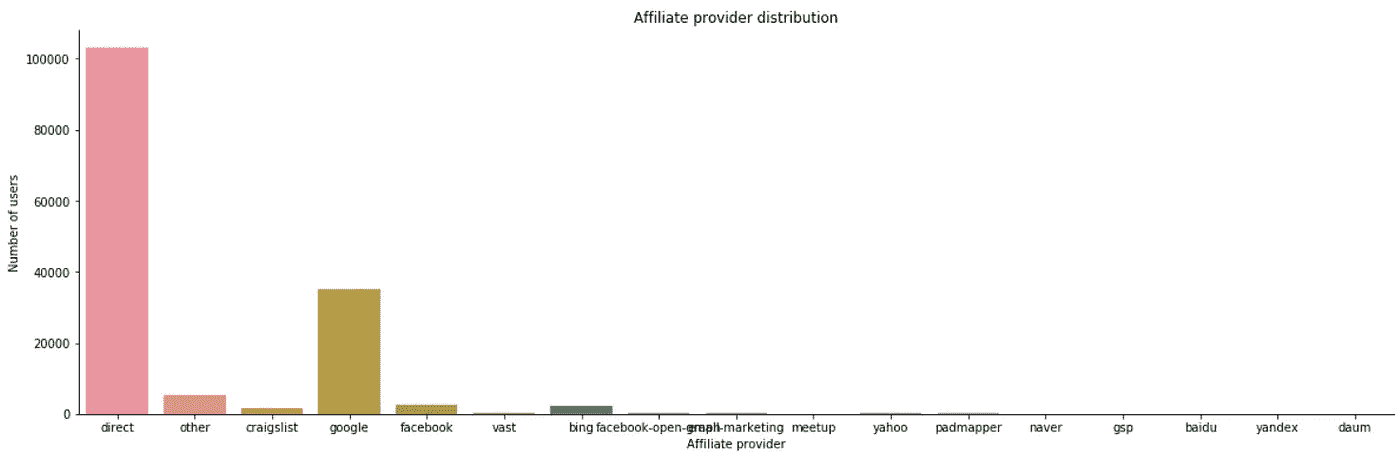 Affiliate provider distribution
Number of users
100000
80000
60000
40000
20000
0
direct other craigslist google facebook vast bing facebook-open-graph email-marketing meetup yahoo padmapper naver gsp baidu yandex daum
Affiliate provider